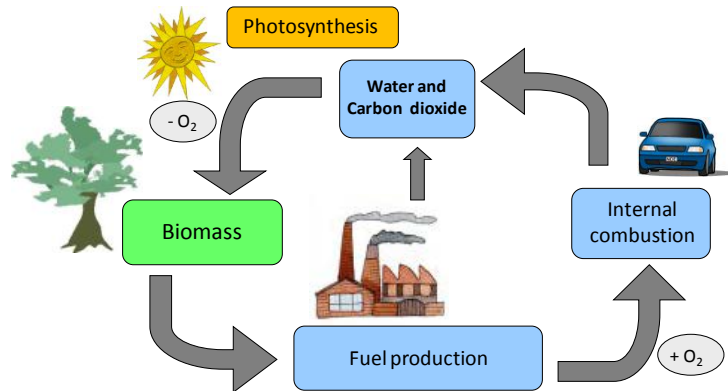 Photosynthesis
Water and
Carbon dioxide
- O₂
Biomass
Internal
combustion
Fuel production
+ O₂